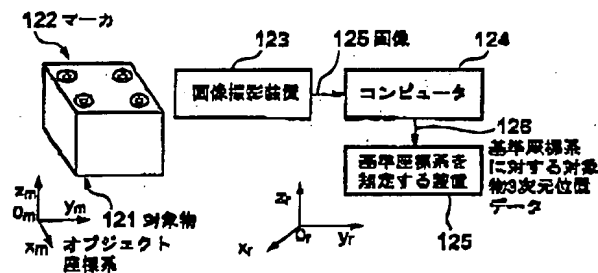 122 マーカ
123
125 画像
124
画像撮影装置
コンピュータ
126
基準座標系
に対する対象
物3次元位置
データ
基準座標系を
規定する装置
125
121 対象物
オブジェクト
座標系
zm
Om
ym
xm
zr
Or
yr
xr